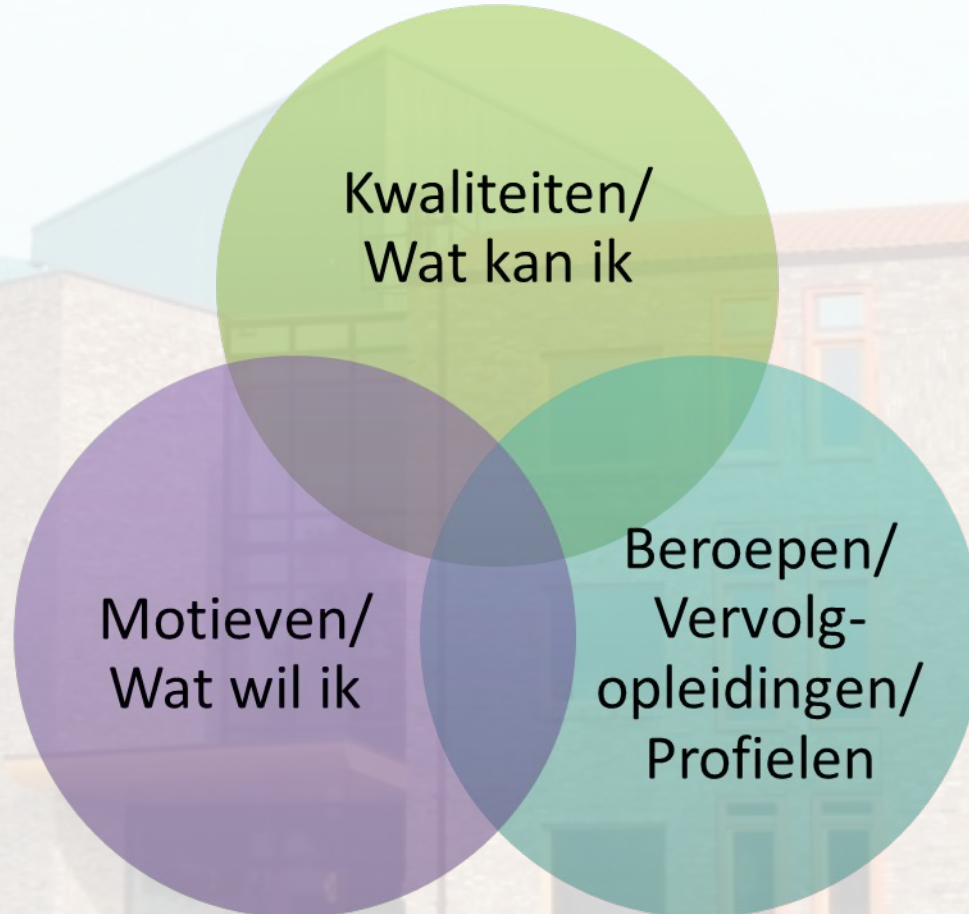 Kwaliteiten/
Wat kan ik
Motieven/
Wat wil ik
Beroepen/
Vervolg-
opleidingen/
Profielen